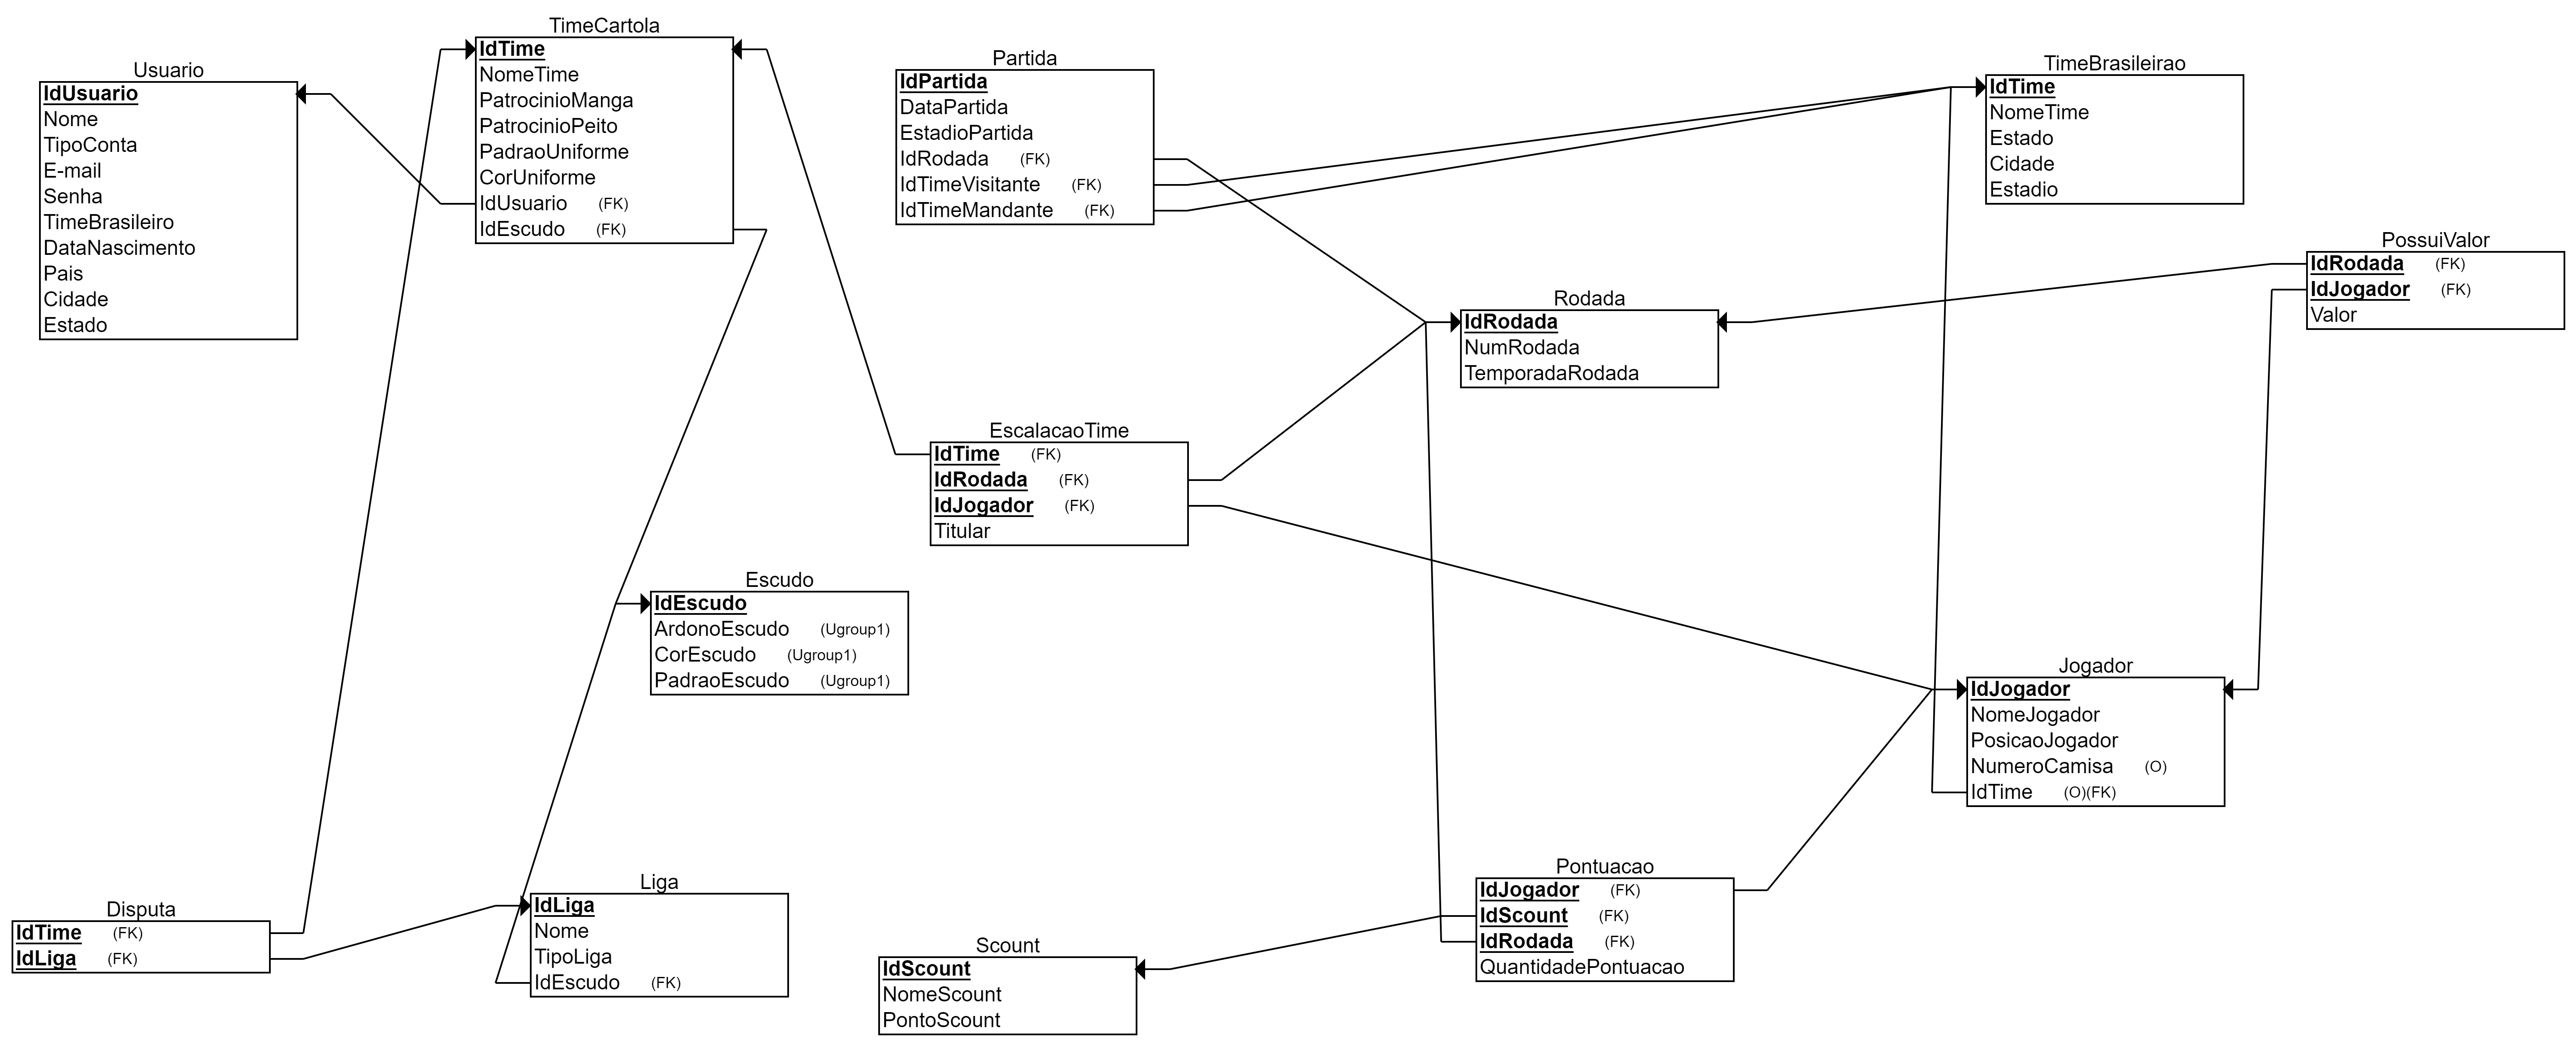 TimeCartola
IdTime
NomeTime
PatrocinioManga
PatrocinioPeito
PadraoUniforme
CorUniforme
IdUsuario (FK)
IdEscudo (FK)
Usuario
IdUsuario
Nome
TipoConta
E-mail
Senha
TimeBrasileiro
DataNascimento
Pais
Cidade
Estado
Partida
IdPartida
DataPartida
EstadioPartida
IdRodada (FK)
IdTimeVisitante (FK)
IdTimeMandante (FK)
TimeBrasileirao
IdTime
NomeTime
Estado
Cidade
Estadio
PossuiValor
IdRodada (FK)
IdJogador (FK)
Valor
Rodada
IdRodada
NumRodada
TemporadaRodada
EscalacaoTime
IdTime (FK)
IdRodada (FK)
IdJogador (FK)
Titular
Escudo
IdEscudo
ArdonoEscudo (Ugroup1)
CorEscudo (Ugroup1)
PadraoEscudo (Ugroup1)
Jogador
IdJogador
NomeJogador
PosicaoJogador
NumeroCamisa (O)
IdTime (O)(FK)
Disputa
IdTime (FK)
IdLiga (FK)
Liga
IdLiga
Nome
TipoLiga
IdEscudo (FK)
Scount
IdScount
NomeScount
PontoScount
Pontuacao
IdJogador (FK)
IdScount (FK)
IdRodada (FK)
QuantidadePontuacao